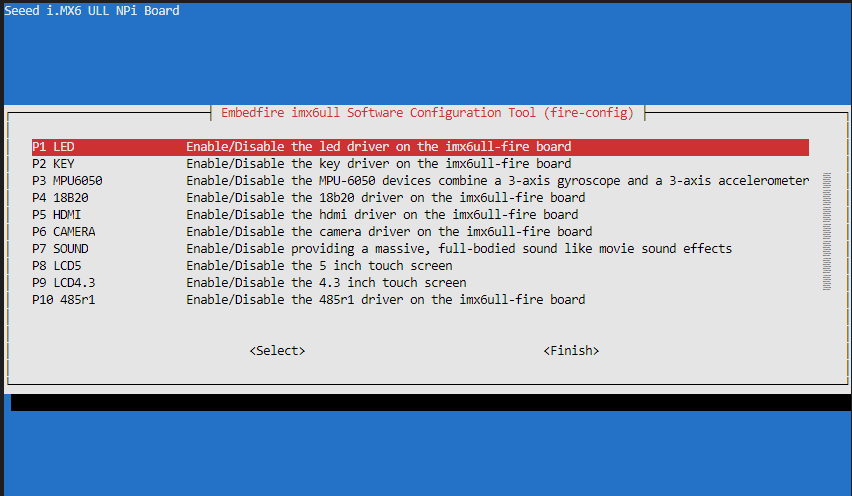 Seeed i.MX6 ULL NPi Board
Embedfire imx6ull Software Configuration Tool (fire-config)
P1 LED Enable/Disable the led driver on the imx6ull-fire board
P2 KEY Enable/Disable the key driver on the imx6ull-fire board
P3 MPU6050 Enable/Disable the MPU-6050 devices combine a 3-axis gyroscope and a 3-axis accelerometer
P4 18B20 Enable/Disable the 18b20 driver on the imx6ull-fire board
P5 HDMI Enable/Disable the hdmi driver on the imx6ull-fire board
P6 CAMERA Enable/Disable the camera driver on the imx6ull-fire board
P7 SOUND Enable/Disable providing a massive, full-bodied sound like movie sound effects
P8 LCD5 Enable/Disable the 5 inch touch screen
P9 LCD4.3 Enable/Disable the 4.3 inch touch screen
P10 485r1 Enable/Disable the 485r1 driver on the imx6ull-fire board
<Select> <Finish>